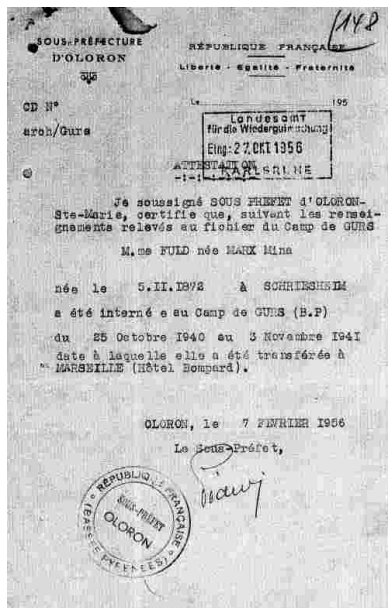 (148
SOUS-PRÉFECTURE
D'OLORON
RÉPUBLIQUE FRANÇAISE
Liberté - Egalité - Fraternité
CD N°
arch/Gurs
Le 195
Landesamt
für die Wiedergutmachung
Eing: 27. OKT 1956
KARLSRUHE
ATTESTATION
Je soussigné SOUS PREFET d'OLORON-
Ste-Marie, certifie que, suivant les rensei-
gnements relevés au fichier du Camp de GURS
M.me FULD née MARX Mina
née le 5.II.1872 à SCHRIESHEIM
a été interné e au Camp de GURS (B.P)
du 25 Octobre 1940 au 3 Novembre 1941
date à laquelle elle a été transférée à
MARSEILLE (Hôtel Bompard).
OLORON, le 7 FEVRIER 1956
Le Sous-Préfet,
RÉPUBLIQUE FRANÇAISE
SOUS-PRÉFET
OLORON
(BASSES PYRÉNÉES)